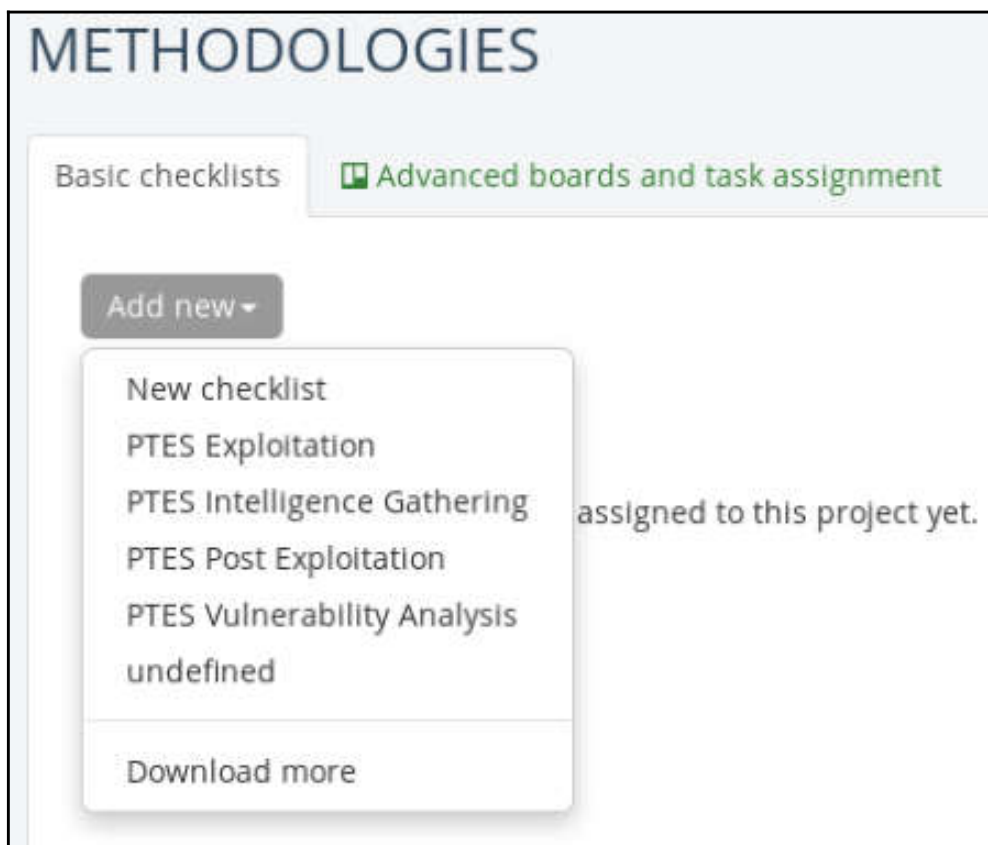 METHODOLOGIES
Basic checklists Advanced boards and task assignment
Add new
New checklist
PTES Exploitation
PTES Intelligence Gathering
assigned to this project yet.
PTES Post Exploitation
PTES Vulnerability Analysis
undefined
Download more